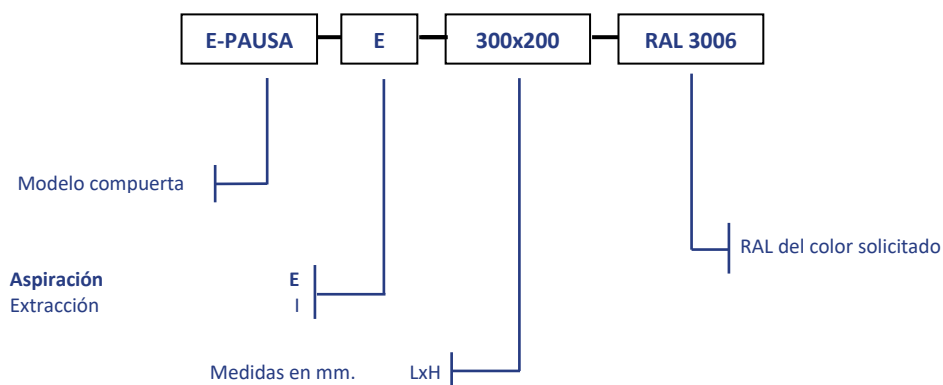 E-PAUSA E 300x200 RAL 3006
Modelo compuerta
RAL del color solicitado
Aspiración E
Extracción I
Medidas en mm. LxH